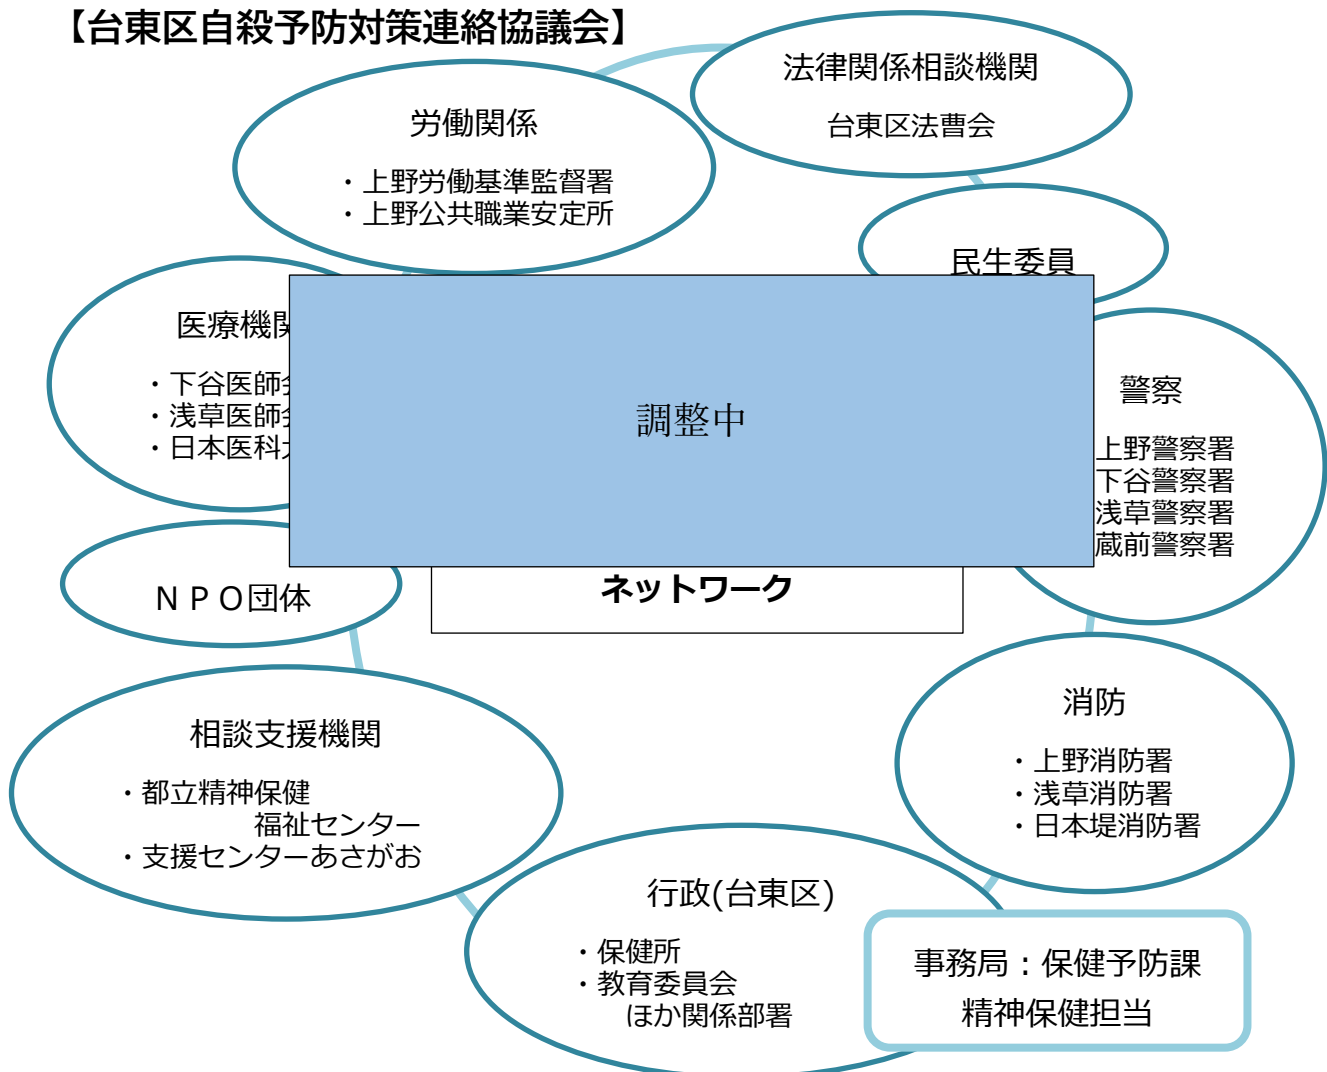 【台東区自殺予防対策連絡協議会】
法律関係相談機関
台東区法曹会
労働関係
・上野労働基準監督署
・上野公共職業安定所
民生委員
医療機
・下谷医師
・浅草医師
・日本医科
調整中
警察
上野警察署
下谷警察署
浅草警察署
蔵前警察署
ネットワーク
ＮＰＯ団体
相談支援機関
・都立精神保健
福祉センター
・支援センターあさがお
消防
・上野消防署
・浅草消防署
・日本堤消防署
行政(台東区)
・保健所
・教育委員会
ほか関係部署
事務局：保健予防課
精神保健担当